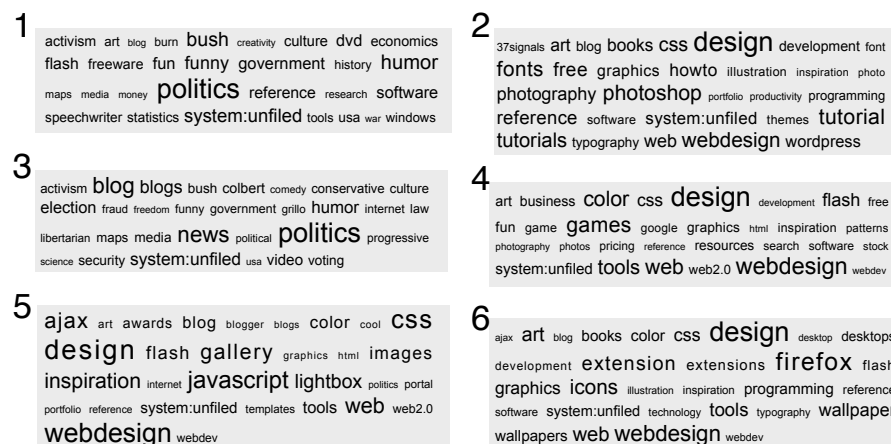 1
activism art blog burn bush creativity culture dvd economics
flash freeware fun funny government history humor
maps media money politics reference research software
speechwriter statistics system:unfiled tools usa war windows
2
37signals art blog books css design development font
fonts free graphics howto illustration inspiration photo
photography photoshop portfolio productivity programming
reference software system:unfiled themes tutorial
tutorials typography web webdesign wordpress
3
activism blog blogs bush colbert comedy conservative culture
election fraud freedom funny government grillo humor internet law
libertarian maps media news political politics progressive
science security system:unfiled usa video voting
4
art business color css design development flash free
fun game games google graphics html inspiration patterns
photography photos pricing reference resources search software stock
system:unfiled tools web web2.0 webdesign webdev
5
ajax art awards blog blogger blogs color cool css
design flash gallery graphics html images
inspiration internet javascript lightbox politics portal
portfolio reference system:unfiled templates tools web web2.0
webdesign webdev
6
ajax art blog books color css design desktop desktops
development extension extensions firefox flash
graphics icons illustration inspiration programming reference
software system:unfiled technology tools typography wallpaper
wallpapers web webdesign webdev